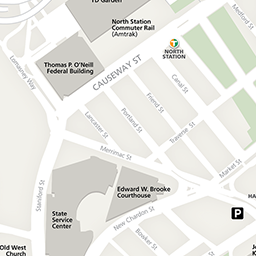 TD Garden
North Station
Commuter Rail
(Amtrak)
Medford St
T
NORTH
STATION
CAUSEWAY ST
Thomas P. O'Neill
Federal Building
Lomasney Way
Canal St
Friend St
Portland St
Lancaster St
Traverse St
Merrimac St
Market St
Staniford St
Edward W. Brooke
Courthouse
HA
P
State
Service
Center
New Chardon St
Bowker St
Old West
Church
J
K